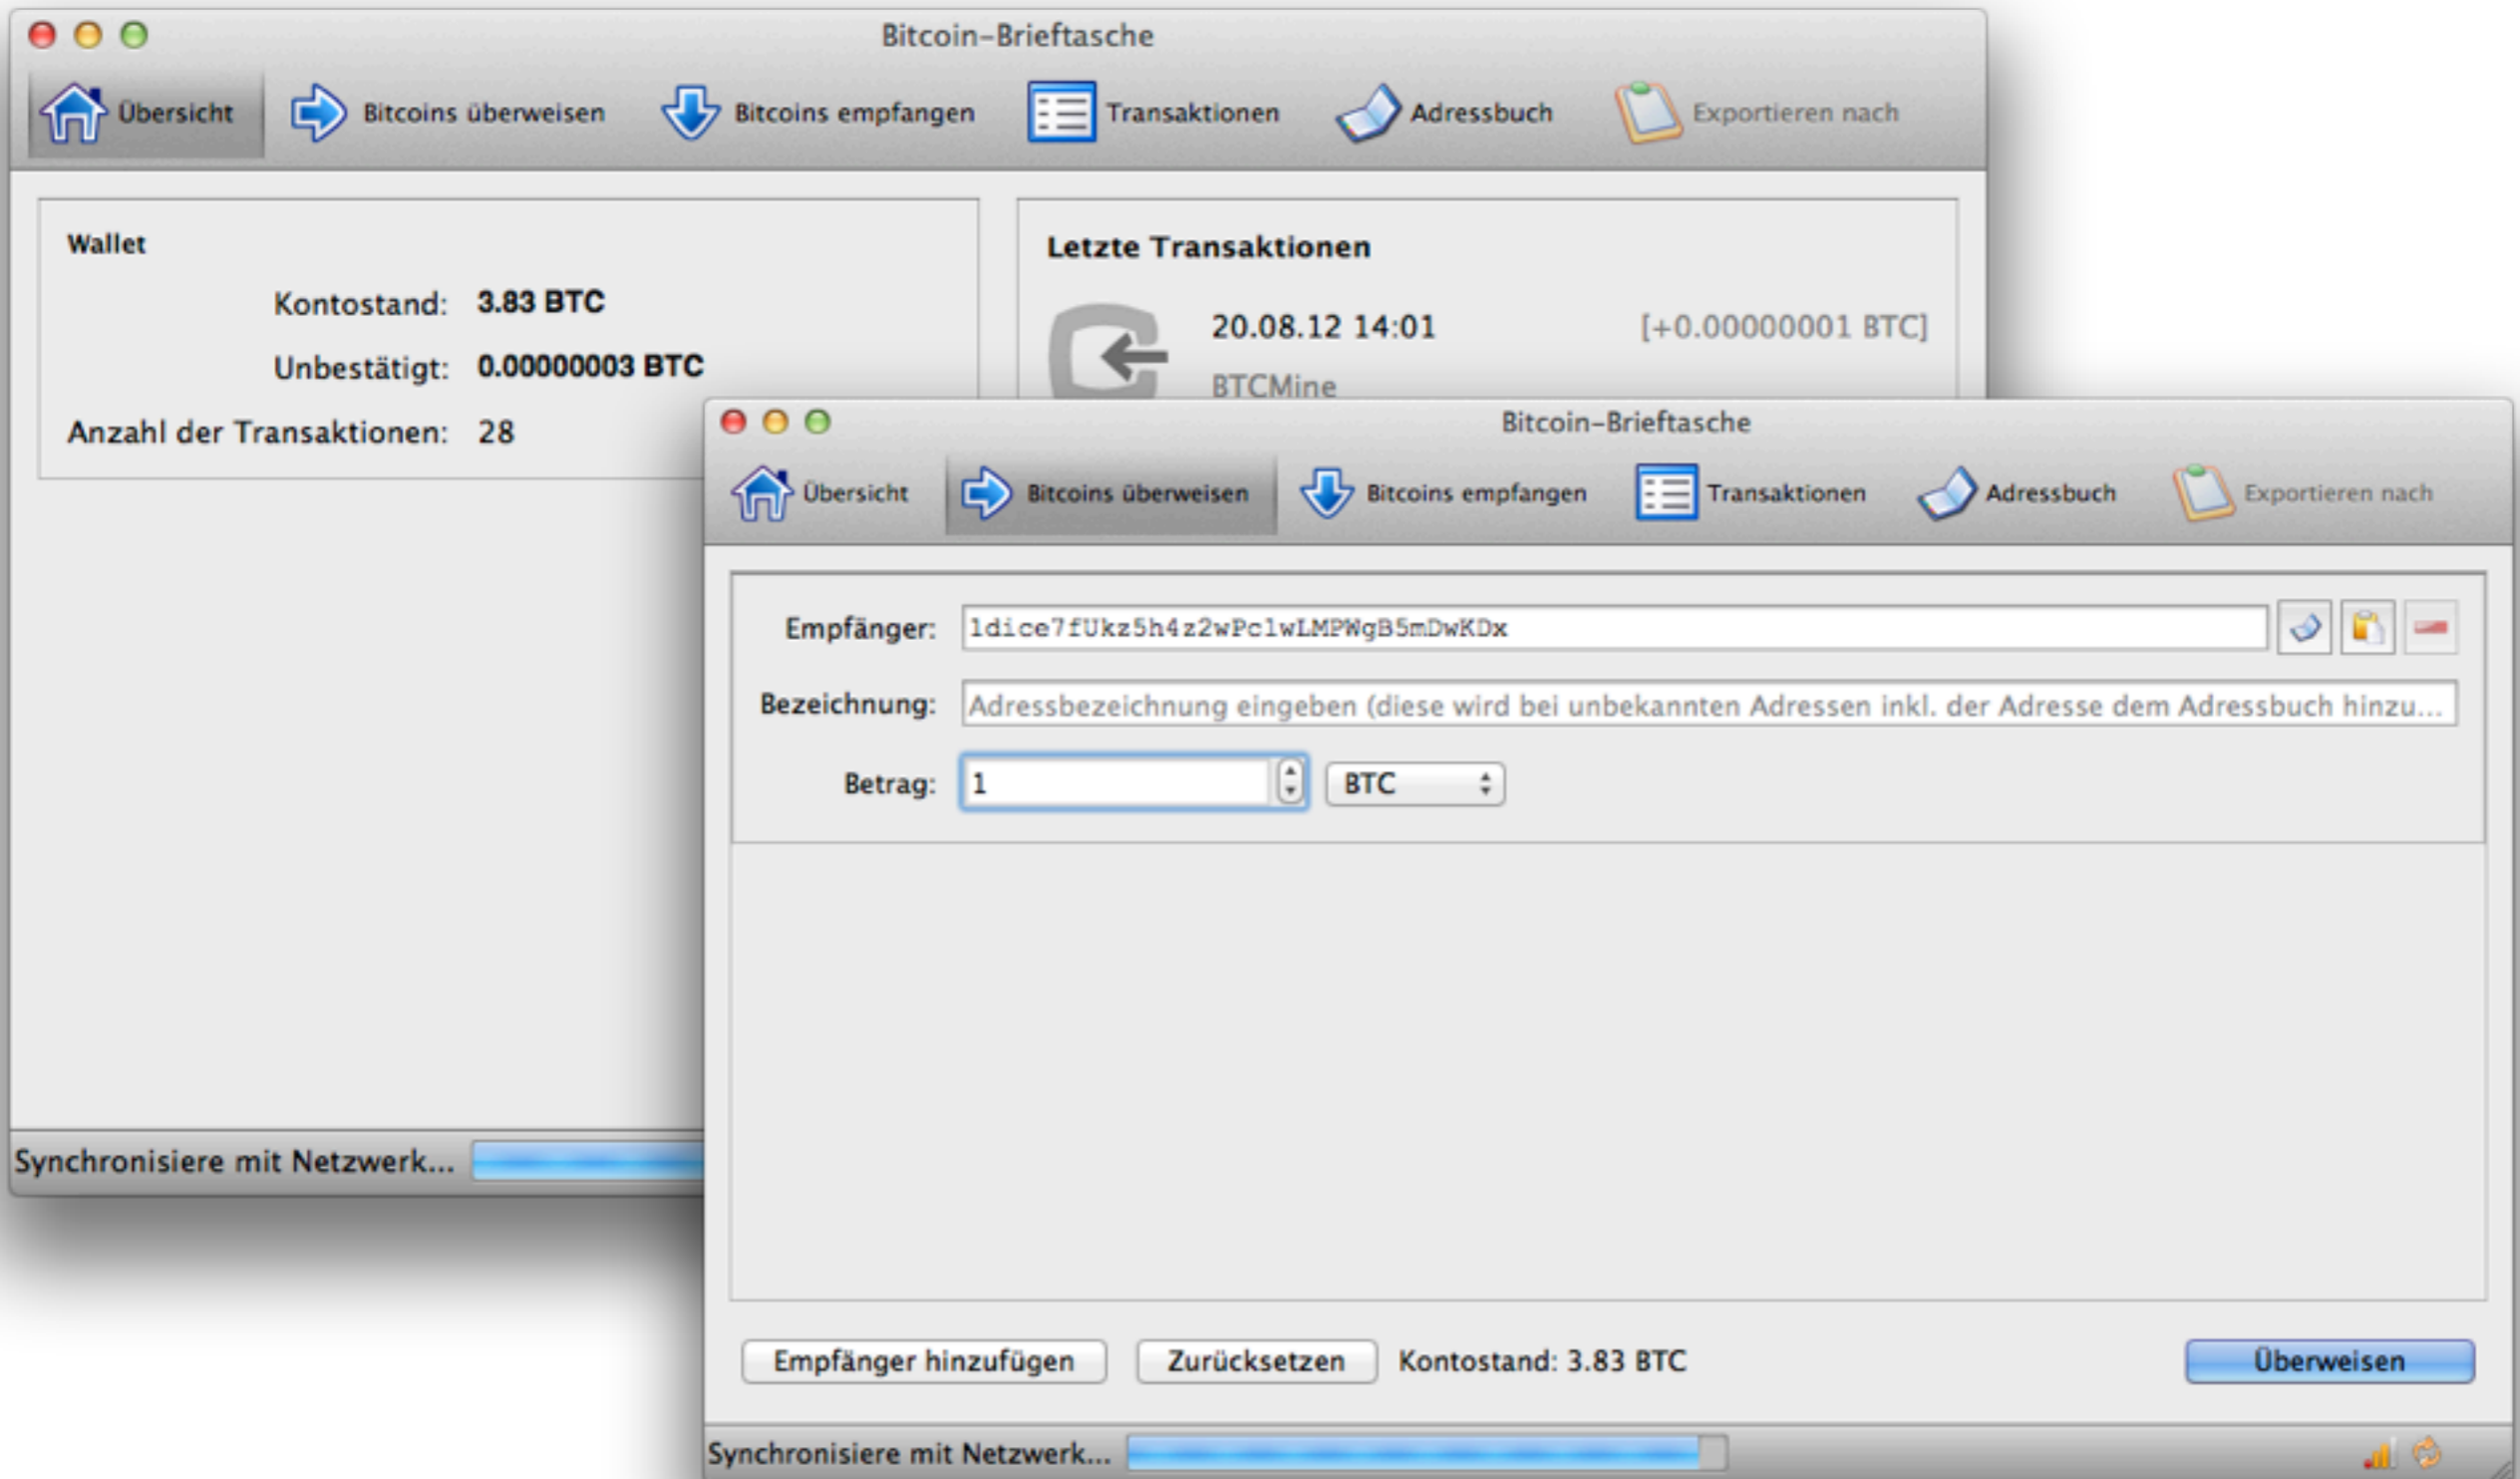 Bitcoin-Brieftasche
Übersicht Bitcoins überweisen Bitcoins empfangen Transaktionen Adressbuch Exportieren nach
Wallet
Kontostand: 3.83 BTC
Unbestätigt: 0.00000003 BTC
Anzahl der Transaktionen: 28
Letzte Transaktionen
20.08.12 14:01 [+0.00000001 BTC]
BTCMine
Synchronisiere mit Netzwerk...
Bitcoin-Brieftasche
Übersicht Bitcoins überweisen Bitcoins empfangen Transaktionen Adressbuch Exportieren nach
Empfänger: 1dice7fUkz5h4z2wPc1wLMPWgB5mDwKDx
Bezeichnung: Adressbezeichnung eingeben (diese wird bei unbekannten Adressen inkl. der Adresse dem Adressbuch hinzu...
Betrag: 1 BTC
Empfänger hinzufügen Zurücksetzen Kontostand: 3.83 BTC Überweisen
Synchronisiere mit Netzwerk...